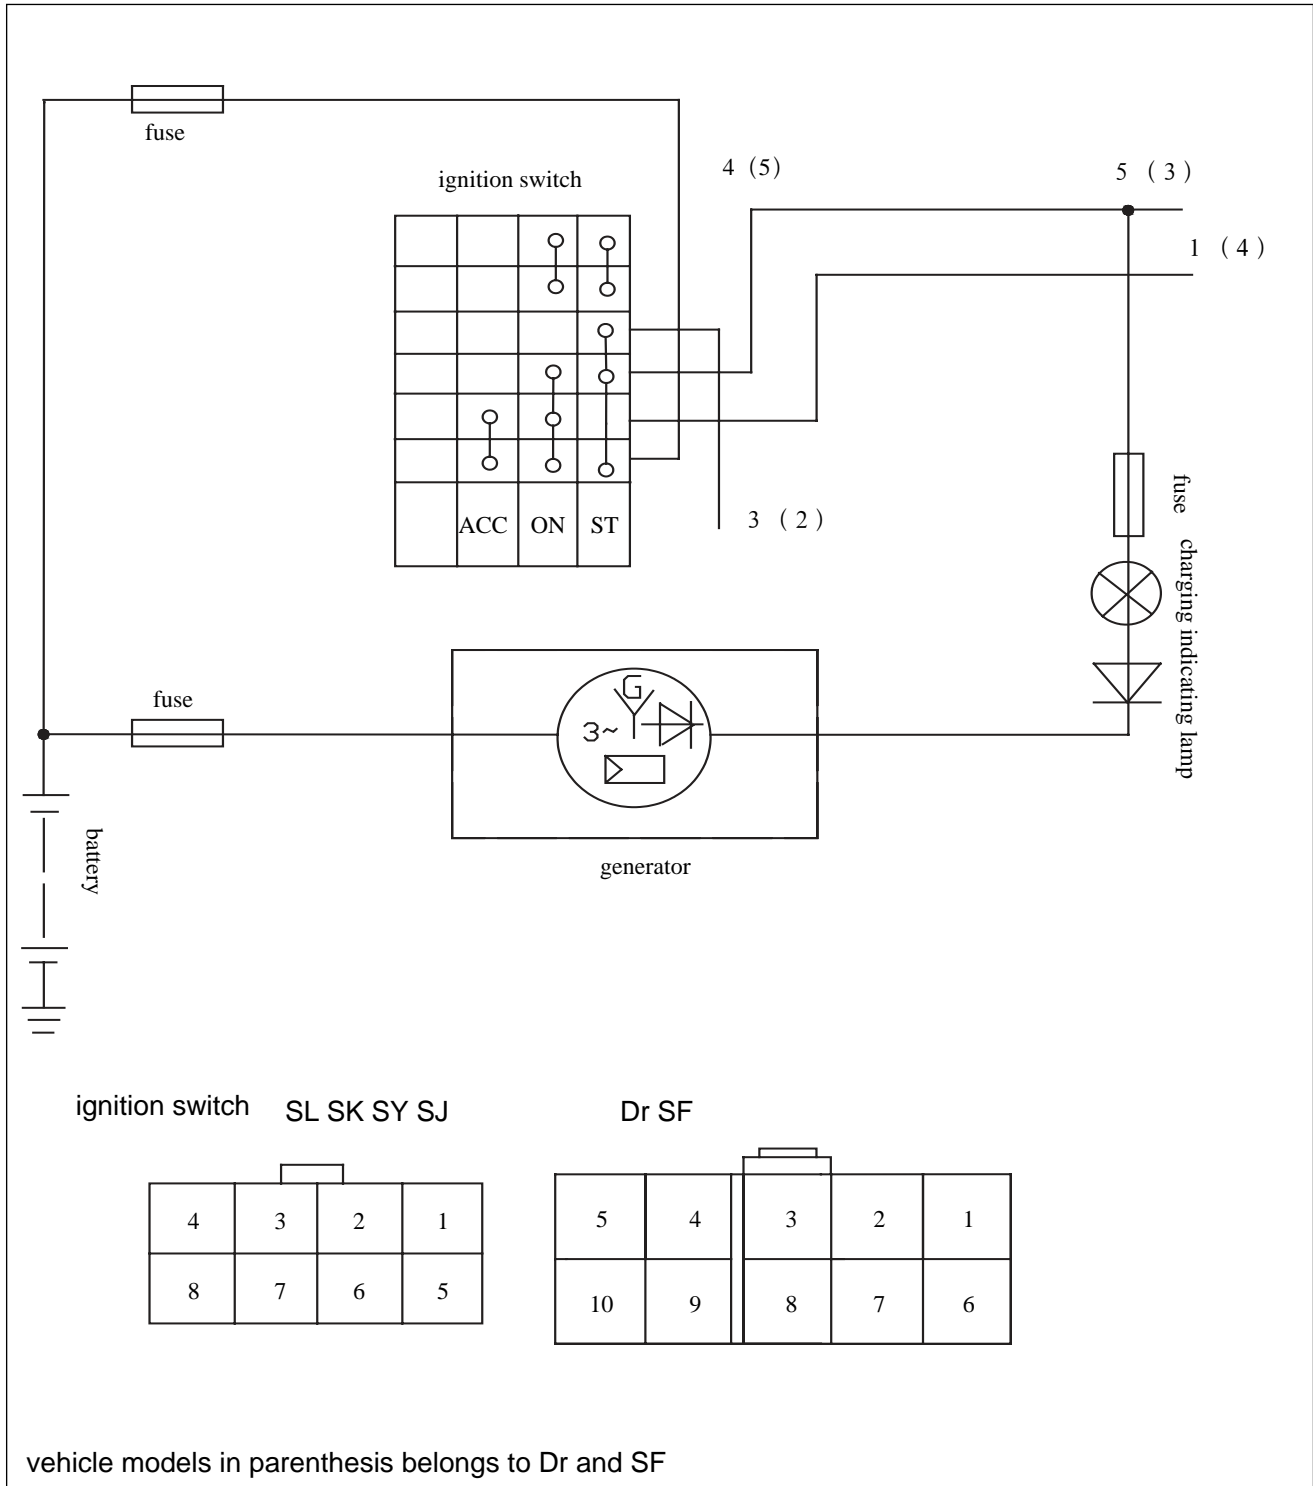 fuse
ignition switch
4 (5)
5 ( 3 )
1 ( 4 )
ACC ON ST
3 ( 2 )
fuse
charging indicating lamp
fuse
G
3~
generator
battery
ignition switch SL SK SY SJ
Dr SF
4 3 2 1
8 7 6 5
5 4 3 2 1
10 9 8 7 6
vehicle models in parenthesis belongs to Dr and SF